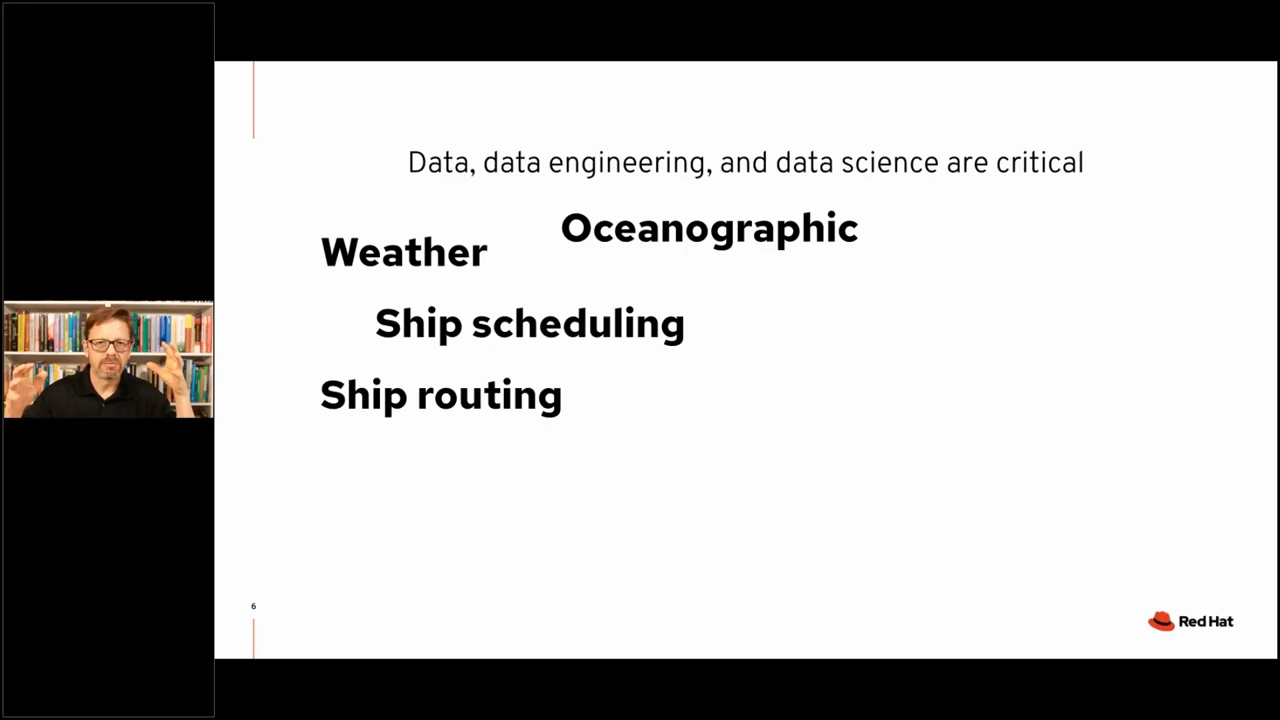 Data, data engineering, and data science are critical
Oceanographic
Weather
Ship scheduling
Ship routing
6
Red Hat